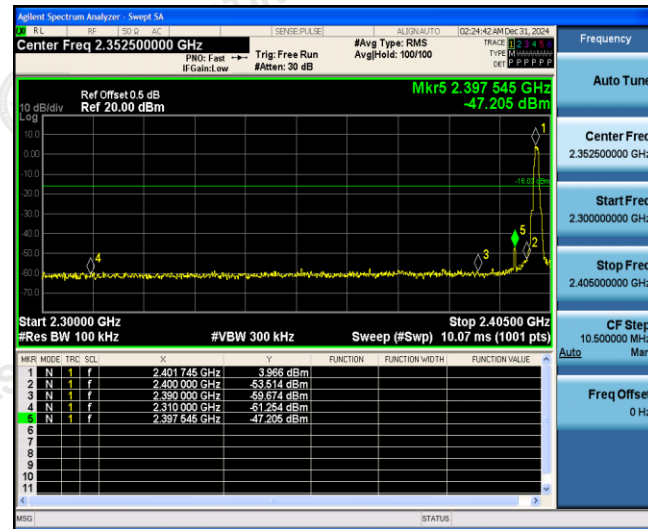 Agilent Spectrum Analyzer - Swept SA
RL RF 50 Ω AC SENSE:PULSE ALIGN AUTO 02:24:42 AM Dec 31, 2024
Center Freq 2.352500000 GHz
PNO: Fast
IFGain:Low
Trig: Free Run
#Atten: 30 dB
#Avg Type: RMS
Avg|Hold: 100/100
TRACE 1 2 3 4 5 6
TYPE M
DET P P P P P P
Frequency
Auto Tune
Center Freq
2.352500000 GHz
Start Freq
2.300000000 GHz
Stop Freq
2.405000000 GHz
CF Step
10.500000 MHz
Auto Man
Freq Offset
0 Hz
Ref Offset 0.5 dB
10 dB/div Ref 20.00 dBm
Log
Mkr5 2.397 545 GHz
-47.205 dBm
10.0
0.00
-10.0
-20.0
-30.0
-40.0
-50.0
-60.0
-70.0
1
5
2
3
4
Start 2.30000 GHz Stop 2.40500 GHz
#Res BW 100 kHz #VBW 300 kHz Sweep (#Swp) 10.07 ms (1001 pts)
MKR MODE TRC SCL X Y FUNCTION FUNCTION WIDTH FUNCTION VALUE
1 N 1 f 2.401 745 GHz 3.966 dBm
2 N 1 f 2.400 000 GHz -53.514 dBm
3 N 1 f 2.390 000 GHz -59.674 dBm
4 N 1 f 2.310 000 GHz -61.254 dBm
5 N 1 f 2.397 545 GHz -47.205 dBm
6
7
8
9
10
11
MSG STATUS